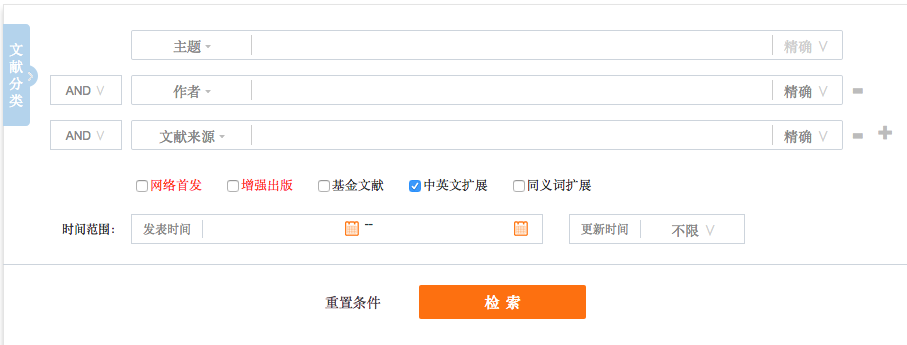 文献分类
主题 精确
AND 作者 精确
AND 文献来源 精确
网络首发 增强出版 基金文献 中英文扩展 同义词扩展
时间范围： 发表时间 -- 更新时间 不限
重置条件 检索